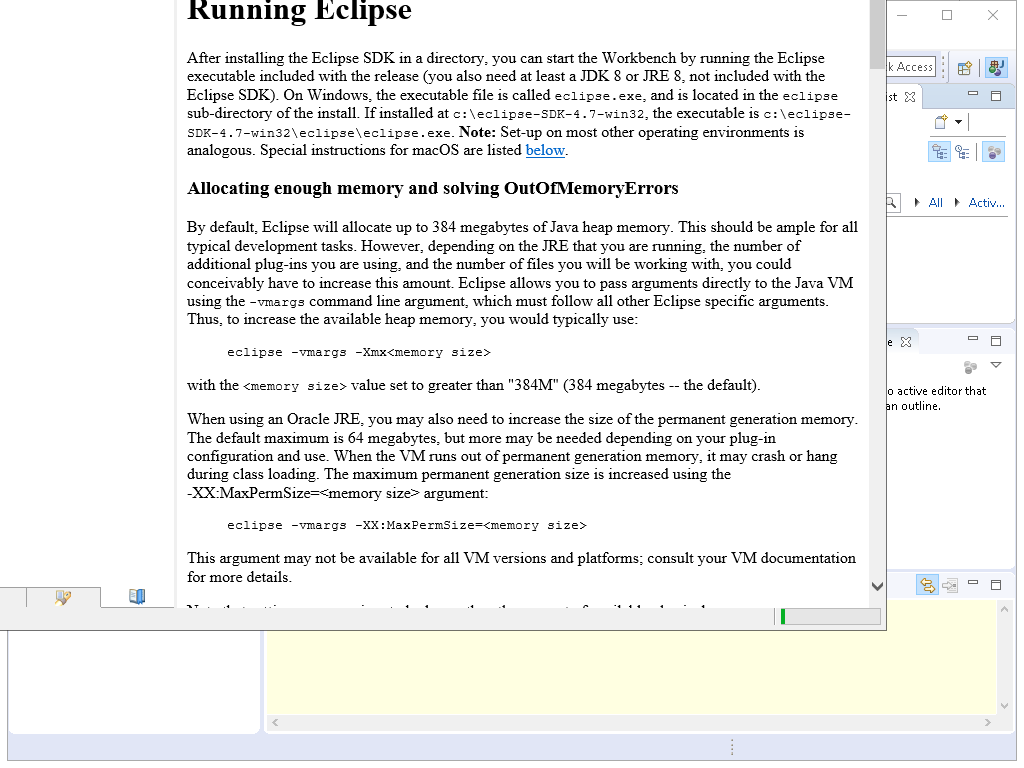 Running Eclipse
After installing the Eclipse SDK in a directory, you can start the Workbench by running the Eclipse
executable included with the release (you also need at least a JDK 8 or JRE 8, not included with the
Eclipse SDK). On Windows, the executable file is called eclipse.exe, and is located in the eclipse
sub-directory of the install. If installed at c:\eclipse-SDK-4.7-win32, the executable is c:\eclipse-
SDK-4.7-win32\eclipse\eclipse.exe. Note: Set-up on most other operating environments is
analogous. Special instructions for macOS are listed below.
Allocating enough memory and solving OutOfMemoryErrors
By default, Eclipse will allocate up to 384 megabytes of Java heap memory. This should be ample for all
typical development tasks. However, depending on the JRE that you are running, the number of
additional plug-ins you are using, and the number of files you will be working with, you could
conceivably have to increase this amount. Eclipse allows you to pass arguments directly to the Java VM
using the -vmargs command line argument, which must follow all other Eclipse specific arguments.
Thus, to increase the available heap memory, you would typically use:
eclipse -vmargs -Xmx<memory size>
with the <memory size> value set to greater than "384M" (384 megabytes -- the default).
When using an Oracle JRE, you may also need to increase the size of the permanent generation memory.
The default maximum is 64 megabytes, but more may be needed depending on your plug-in
configuration and use. When the VM runs out of permanent generation memory, it may crash or hang
during class loading. The maximum permanent generation size is increased using the
-XX:MaxPermSize=<memory size> argument:
eclipse -vmargs -XX:MaxPermSize=<memory size>
This argument may not be available for all VM versions and platforms; consult your VM documentation
for more details.
k Access
ist
All
Activ...
e
o active editor that
an outline.